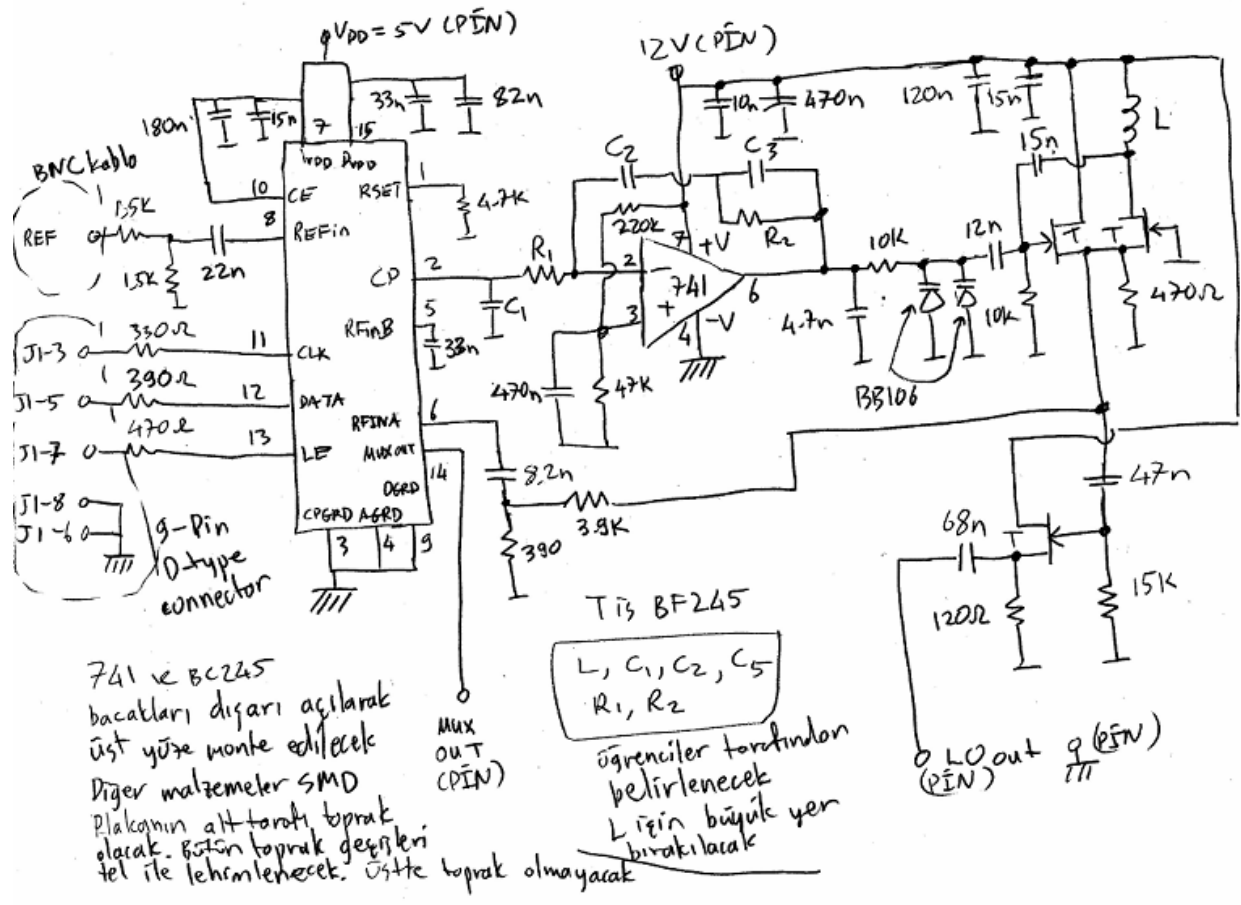 VDD = 5V (PİN)
12V (PİN)
180n
15n
33n
82n
10n
470n
120n
15n
L
7
15
VDD DVDD
BNC kablo
10
CE
RSET
1
4.7K
C2
C3
15n
REF
1,5K
8
REFin
22n
1,5K
220K
R2
7
+V
R1
CP
2
C1
2
-
741
+
3
4
-V
6
10K
12n
T
T
10k
470Ω
4.7n
BB106
5
RFinB
33n
470n
47K
J1-3
330Ω
11
CLK
J1-5
390Ω
12
DATA
J1-7
470Ω
13
LE
RFINA
6
MUXOUT
14
8.2n
3.9K
390
J1-8
J1-6
9-Pin
D-type
connector
CPGRD AGRD
DGRD
3
4
9
47n
68n
T
120Ω
15K
T is BF245
L, C1, C2, C5
R1, R2
öğrenciler tarafından
belirlenecek
L için büyük yer
bırakılacak
MUX
OUT
(PİN)
LO out
(PİN)
(PİN)
741 ve BC245
bacakları dışarı açılarak
üst yüze monte edilecek
Diğer malzemeler SMD
Plakanın alt tarafı toprak
olacak. Bütün toprak geçişleri
tel ile lehimlenecek. Üstte toprak olmayacak